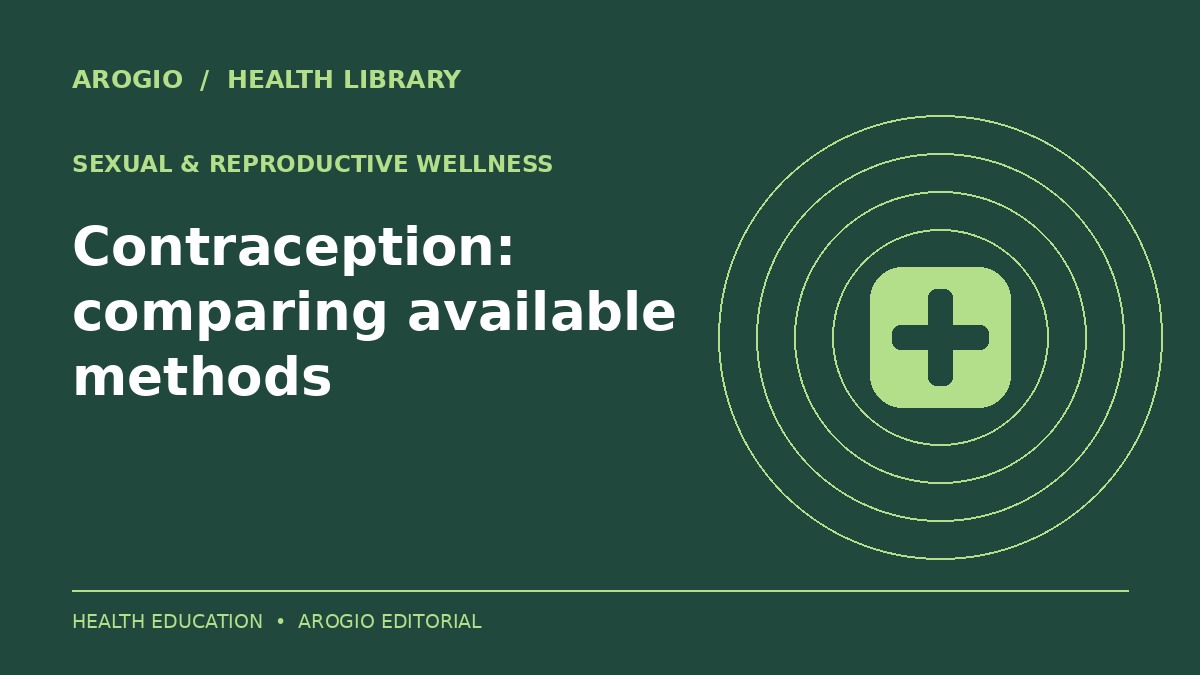 AROGIO / HEALTH LIBRARY
SEXUAL & REPRODUCTIVE WELLNESS
Contraception:
comparing available
methods
HEALTH EDUCATION • AROGIO EDITORIAL